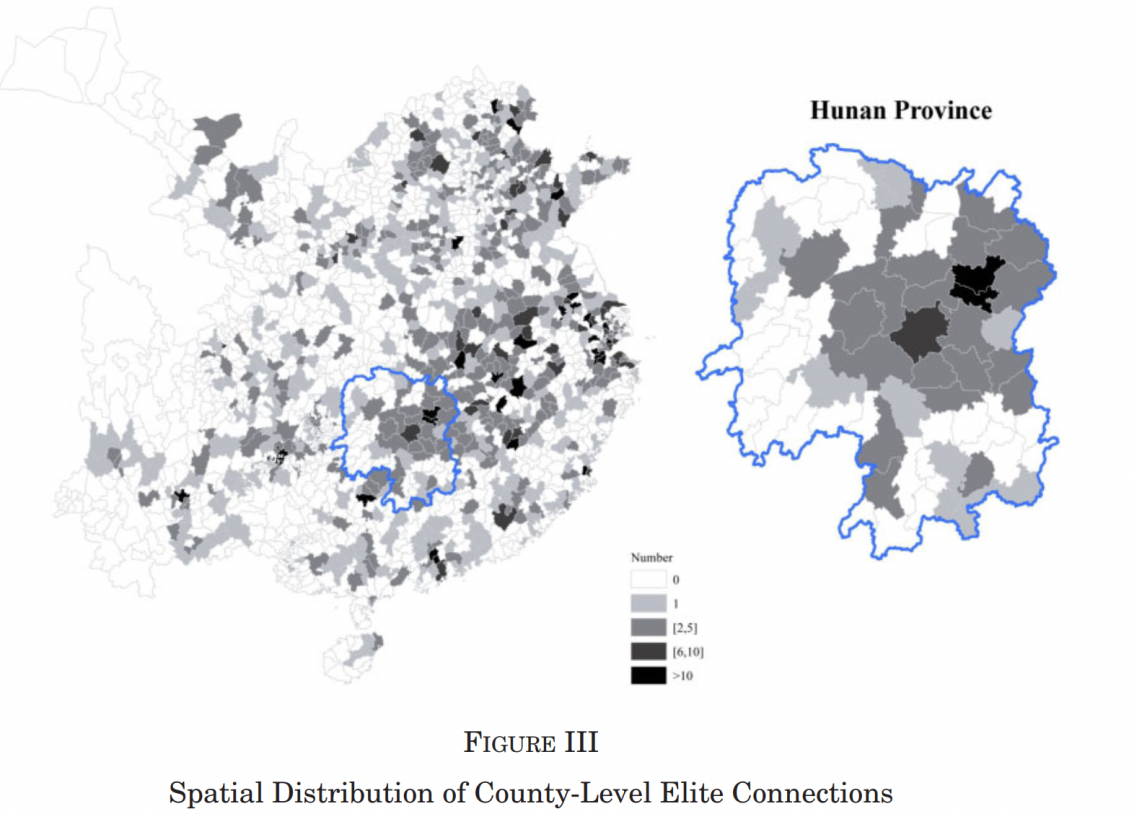 Hunan Province
Number
0
1
[2,5]
[6,10]
>10
FIGURE III
Spatial Distribution of County-Level Elite Connections